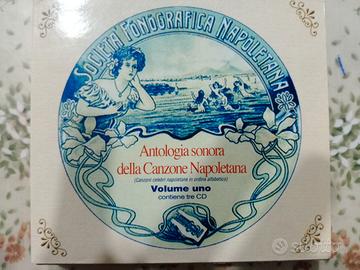 SOCIETÀ FONOGRAFICA NAPOLETANA
Antologia sonora
della Canzone Napoletana
(Canzoni celebri napoletane in ordine alfabetico)
Volume uno
contiene tre CD
subito